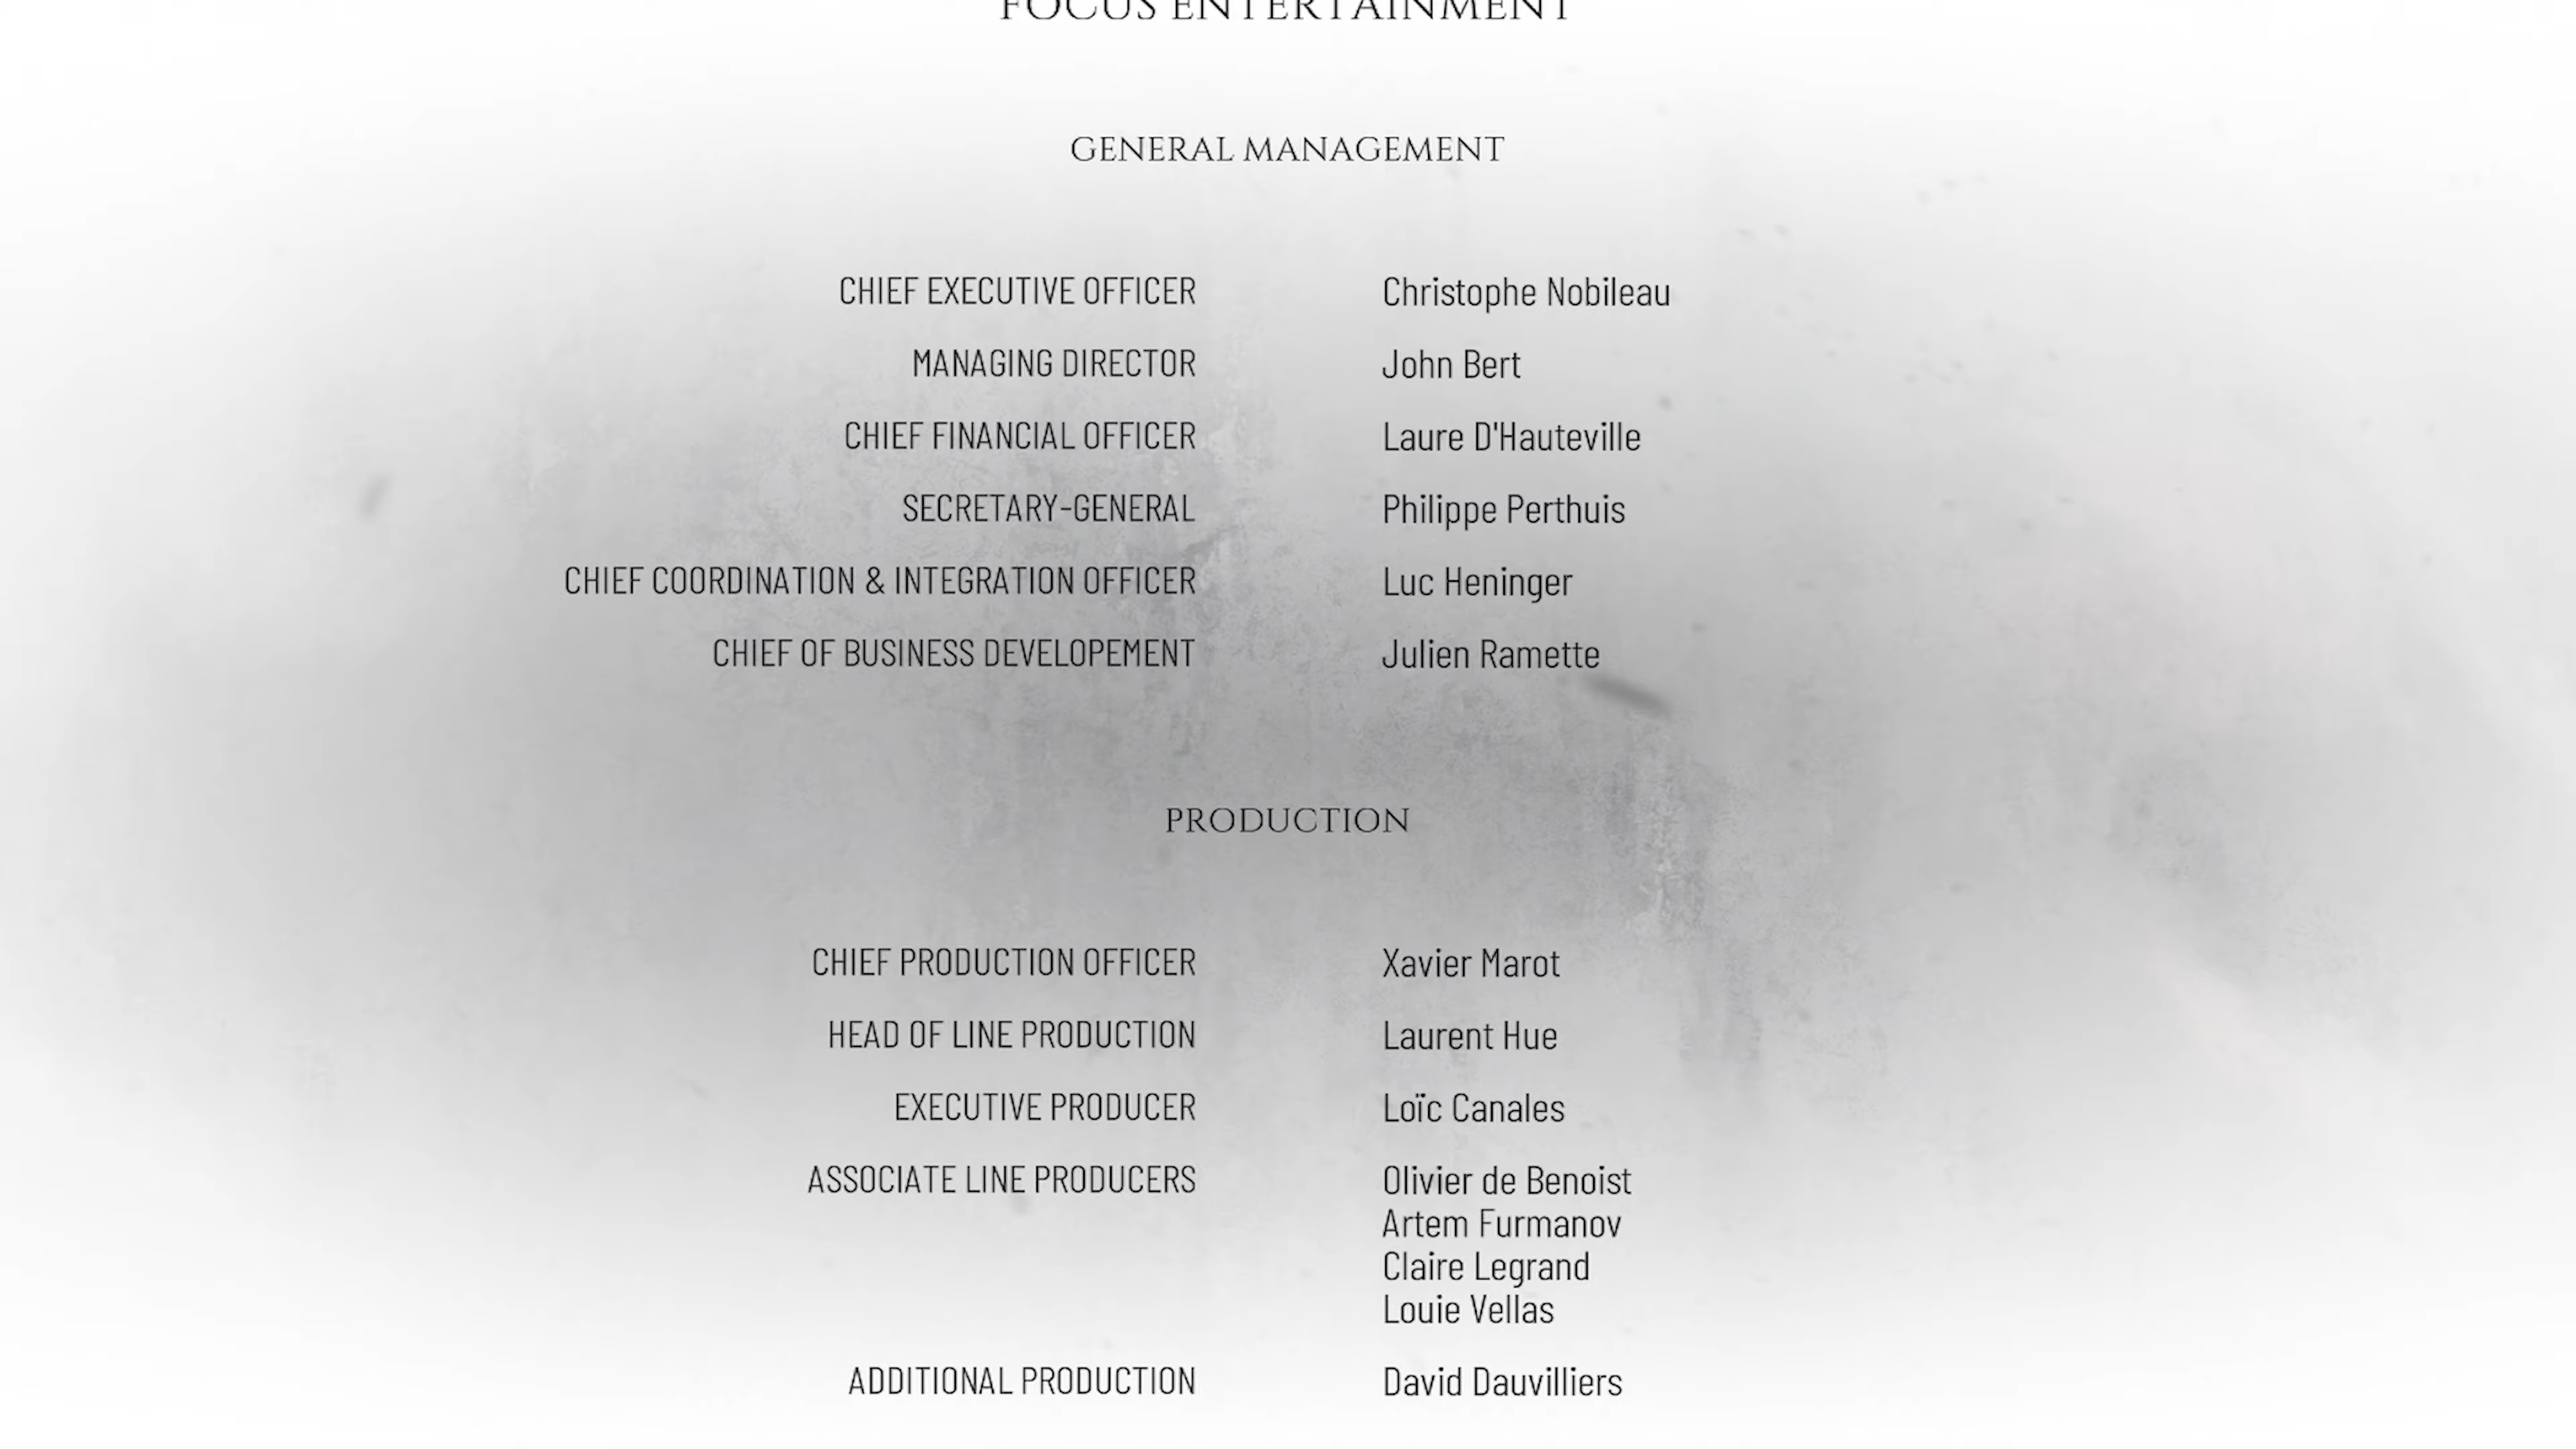 FOCUS ENTERTAINMENT
GENERAL MANAGEMENT
CHIEF EXECUTIVE OFFICER Christophe Nobileau
MANAGING DIRECTOR John Bert
CHIEF FINANCIAL OFFICER Laure D'Hauteville
SECRETARY-GENERAL Philippe Perthuis
CHIEF COORDINATION & INTEGRATION OFFICER Luc Heninger
CHIEF OF BUSINESS DEVELOPEMENT Julien Ramette
PRODUCTION
CHIEF PRODUCTION OFFICER Xavier Marot
HEAD OF LINE PRODUCTION Laurent Hue
EXECUTIVE PRODUCER Loïc Canales
ASSOCIATE LINE PRODUCERS Olivier de Benoist
Artem Furmanov
Claire Legrand
Louie Vellas
ADDITIONAL PRODUCTION David Dauvilliers